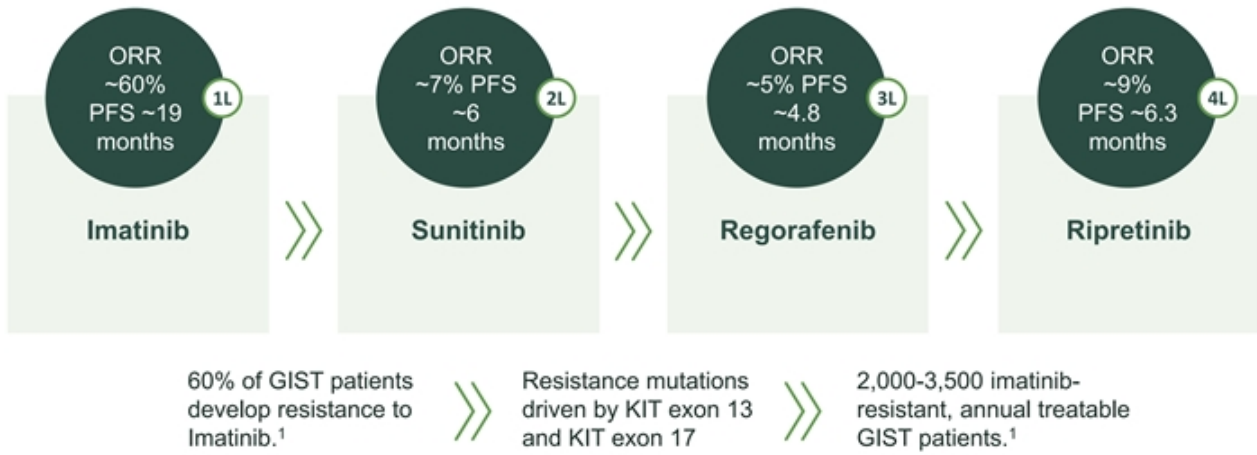 ORR
~60%
PFS ~19
months
1L
Imatinib
ORR
~7% PFS
~6
months
2L
Sunitinib
ORR
~5% PFS
~4.8
months
3L
Regorafenib
ORR
~9%
PFS ~6.3
months
4L
Ripretinib
60% of GIST patients
develop resistance to
Imatinib.¹
Resistance mutations
driven by KIT exon 13
and KIT exon 17
2,000-3,500 imatinib-
resistant, annual treatable
GIST patients.¹